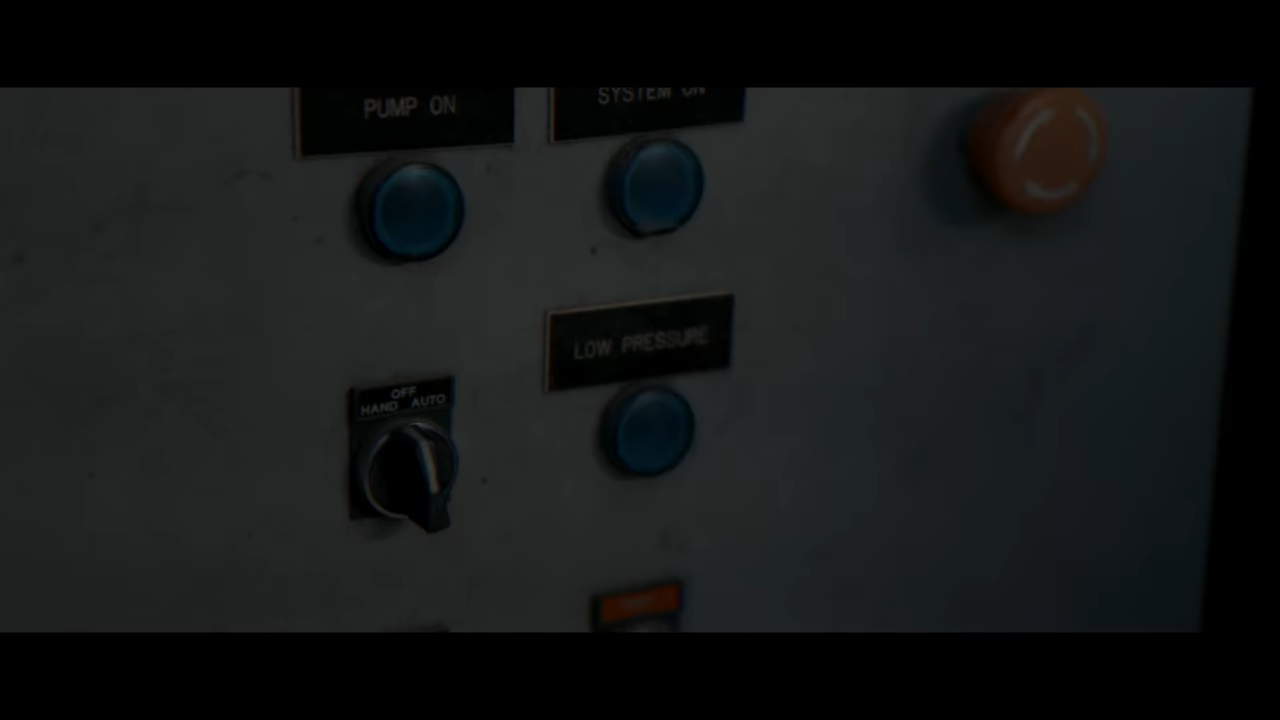 PUMP ON
SYSTEM ON
LOW PRESSURE
OFF
HAND AUTO